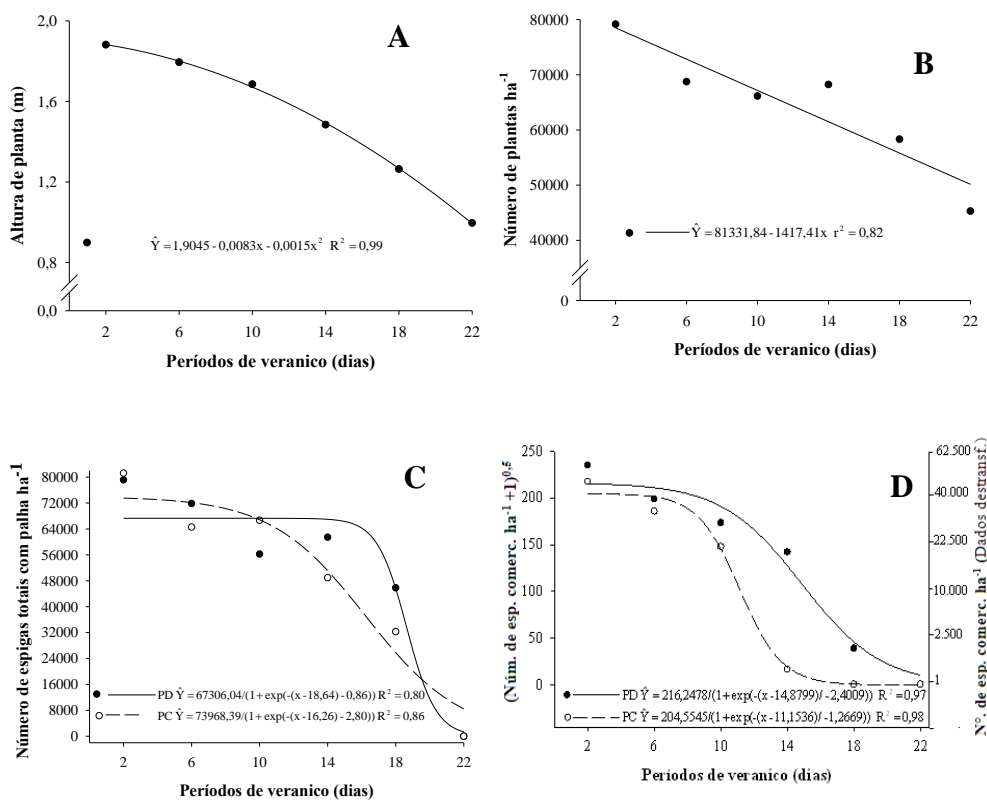 A
Altura de planta (m)
2,0
1,6
1,2
0,8
0,0
Ŷ = 1,9045 - 0,0083x - 0,0015x² R² = 0,99
2 6 10 14 18 22
Períodos de veranico (dias)
B
Número de plantas ha⁻¹
80000
70000
60000
50000
40000
0
Ŷ = 81331,84 - 1417,41x r² = 0,82
2 6 10 14 18 22
Períodos de veranico (dias)
C
Número de espigas totais com palha ha⁻¹
80000
72000
64000
56000
48000
40000
32000
24000
16000
8000
0
PD Ŷ = 67306,04/(1+exp(-(x -18,64) -0,86)) R² = 0,80
PC Ŷ = 73968,39/(1+exp(-(x -16,26) -2,80)) R² = 0,86
2 6 10 14 18 22
Períodos de veranico (dias)
D
(Núm. de esp. comerc. ha⁻¹ +1)⁰,⁵
250
200
150
100
50
0
62.500
40.000
22.500
10.000
2.500
1
Nº. de esp. comerc. ha⁻¹ (Dados destransf.)
PD Ŷ = 216,2478/(1+exp(-(x -14,8799)/ -2,4009)) R² =0,97
PC Ŷ = 204,5545/(1+exp(-(x -11,1536)/ -1,2669)) R² =0,98
2 6 10 14 18 22
Períodos de veranico (dias)